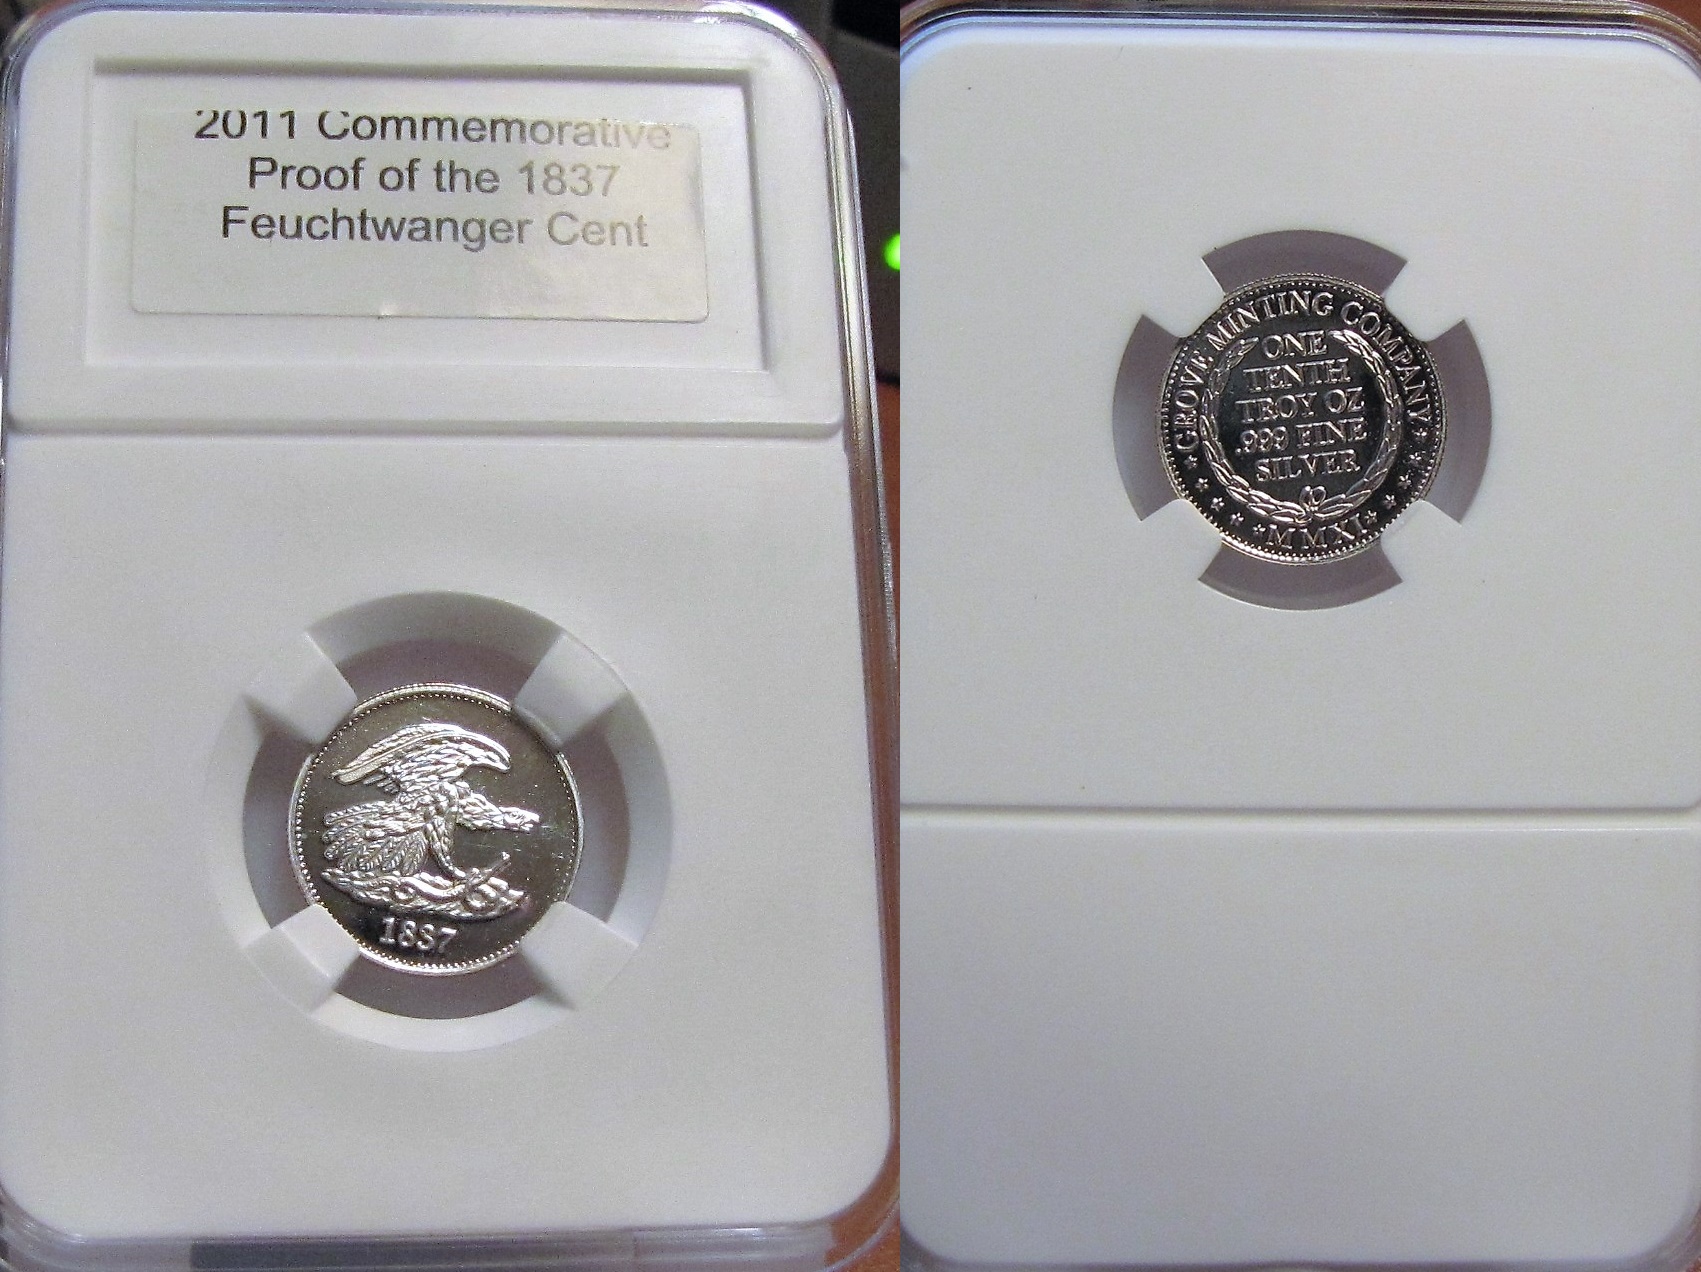 2011 Commemorative
Proof of the 1837
Feuchtwanger Cent
1837
GROVE MINTING COMPANY
ONE
TENTH
TROY OZ
.999 FINE
SILVER
MMXI